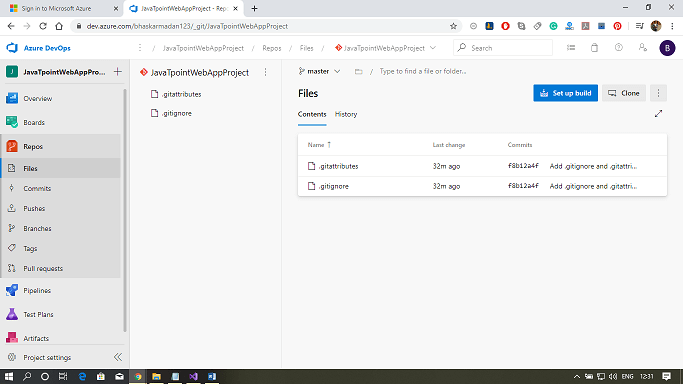 Sign in to Microsoft Azure
JavaTpointWebAppProject - Repo
dev.azure.com/bhaskarmadan123/_git/JavaTpointWebAppProject
Azure DevOps
/ JavaTpointWebAppProject / Repos / Files / JavaTpointWebAppProject
Search
B
J JavaTpointWebAppPro...
Overview
Boards
Repos
Files
Commits
Pushes
Branches
Tags
Pull requests
Pipelines
Test Plans
Artifacts
Project settings
JavaTpointWebAppProject
.gitattributes
.gitignore
master / Type to find a file or folder...
Files
Set up build
Clone
Contents
History
Name ↑ Last change Commits
.gitattributes 32m ago f8b12a4f Add .gitignore and .gitattri...
.gitignore 32m ago f8b12a4f Add .gitignore and .gitattri...
ENG 12:31